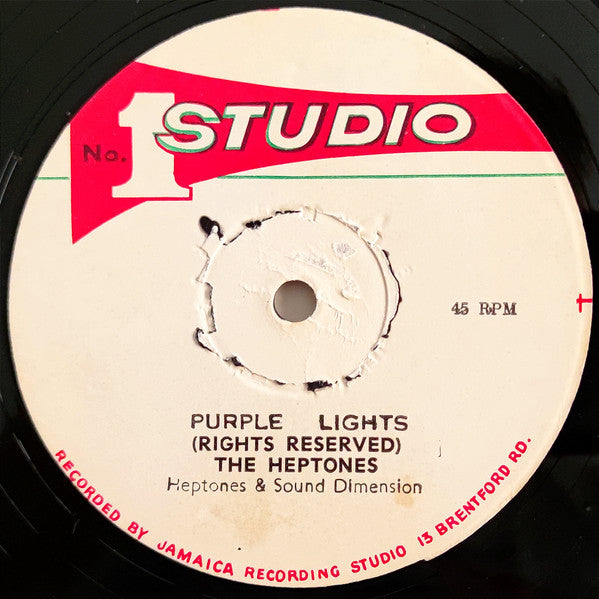 No. 1 STUDIO
45 RPM
PURPLE LIGHTS
(RIGHTS RESERVED)
THE HEPTONES
Heptones & Sound Dimension
RECORDED BY JAMAICA RECORDING STUDIO 13 BRENTFORD RD.